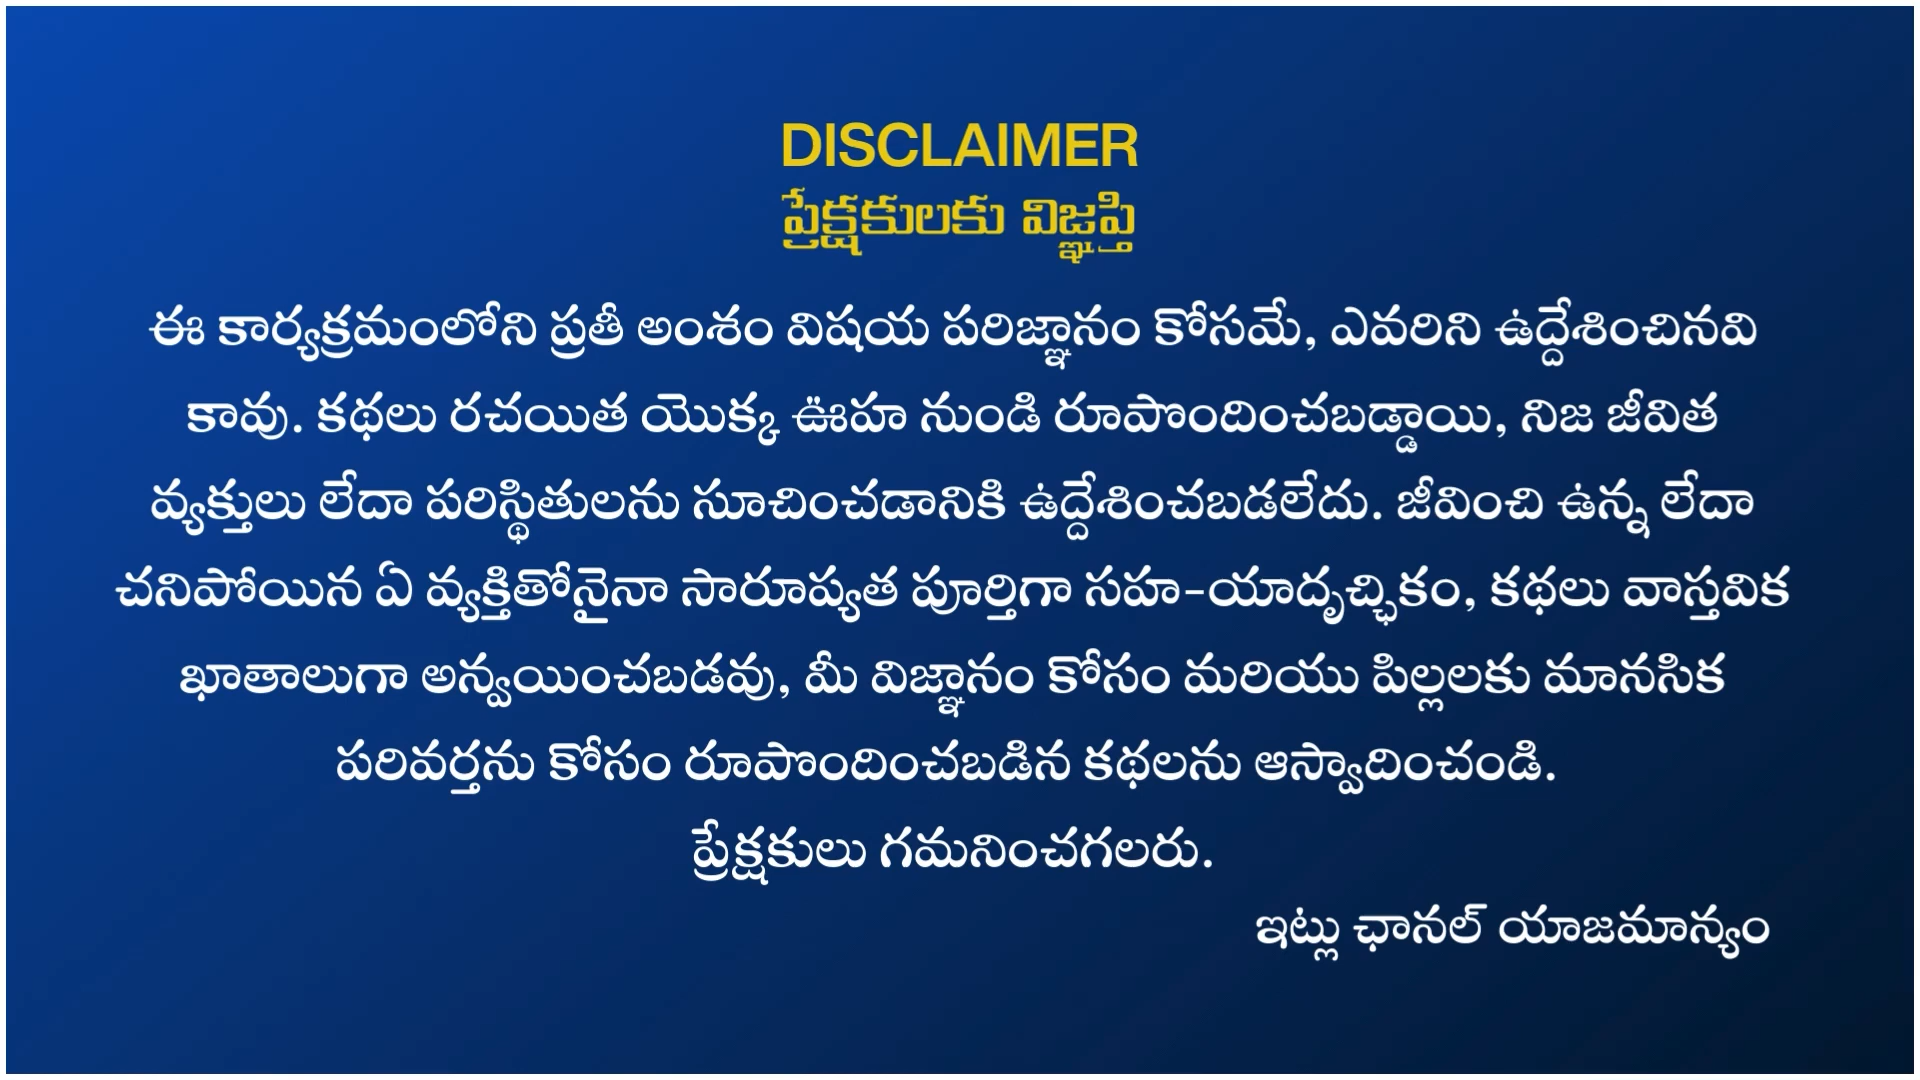 DISCLAIMER
ప్రేక్షకులకు విజ్ఞప్తి
ఈ కార్యక్రమంలోని ప్రతీ అంశం విషయ పరిజ్ఞానం కోసమే, ఎవరిని ఉద్దేశించినవి
కావు. కథలు రచయిత యొక్క ఊహ నుండి రూపొందించబడ్డాయి, నిజ జీవిత
వ్యక్తులు లేదా పరిస్థితులను సూచించడానికి ఉద్దేశించబడలేదు. జీవించి ఉన్న లేదా
చనిపోయిన ఏ వ్యక్తితోనైనా సారూప్యత పూర్తిగా సహ-యాదృచ్ఛికం, కథలు వాస్తవిక
ఖాతాలుగా అన్వయించబడవు, మీ విజ్ఞానం కోసం మరియు పిల్లలకు మానసిక
పరివర్తను కోసం రూపొందించబడిన కథలను ఆస్వాదించండి.
ప్రేక్షకులు గమనించగలరు.
ఇట్లు ఛానల్ యాజమాన్యం